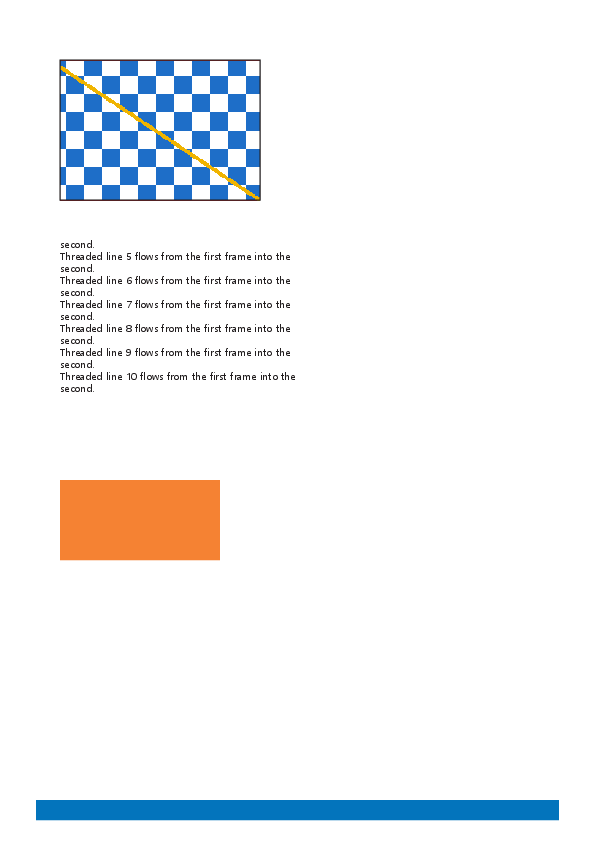 second.
Threaded line 5 flows from the first frame into the
second.
Threaded line 6 flows from the first frame into the
second.
Threaded line 7 flows from the first frame into the
second.
Threaded line 8 flows from the first frame into the
second.
Threaded line 9 flows from the first frame into the
second.
Threaded line 10 flows from the first frame into the
second.